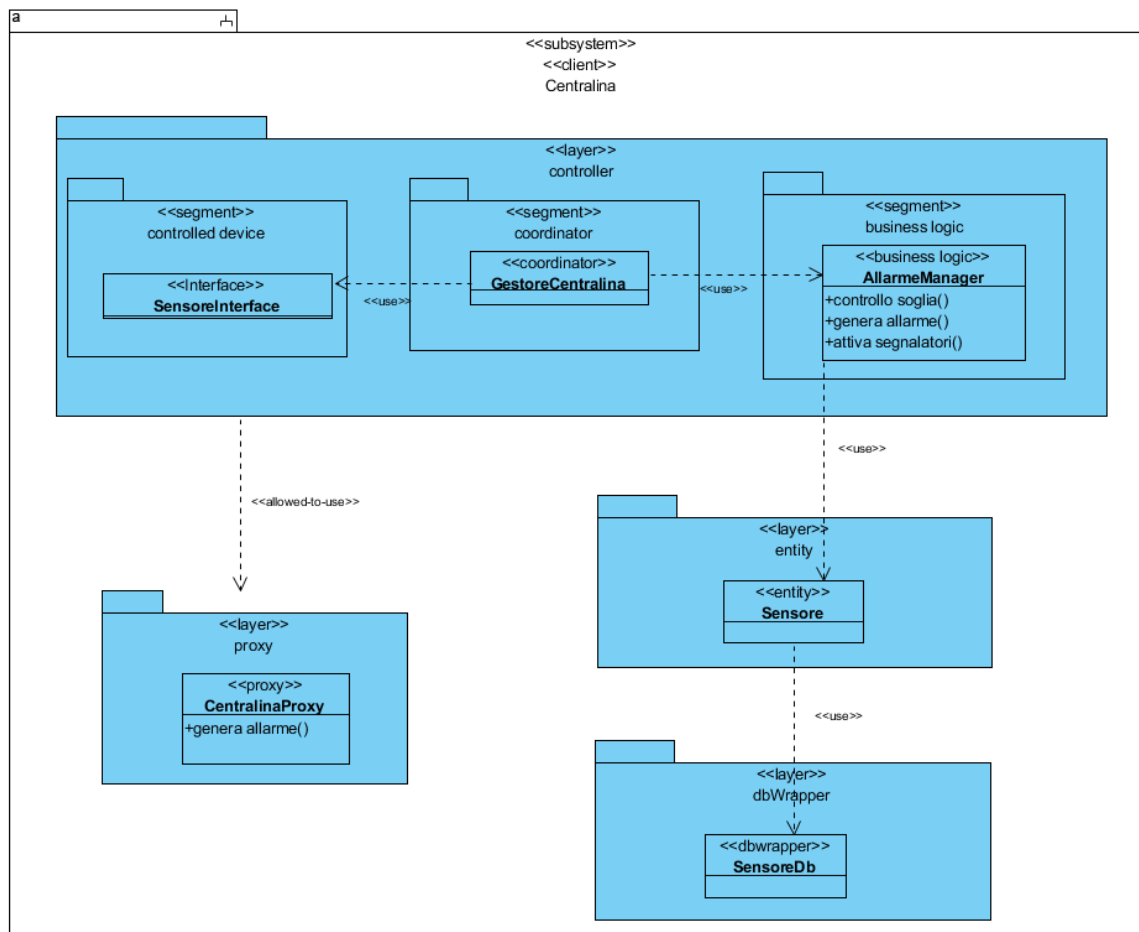 a
<<subsystem>>
<<client>>
Centralina
<<layer>>
controller
<<segment>>
controlled device
<<Interface>>
SensoreInterface
<<use>>
<<segment>>
coordinator
<<coordinator>>
GestoreCentralina
<<use>>
<<segment>>
business logic
<<business logic>>
AllarmeManager
+controllo soglia()
+genera allarme()
+attiva segnalatori()
<<allowed-to-use>>
<<use>>
<<layer>>
proxy
<<proxy>>
CentralinaProxy
+genera allarme()
<<layer>>
entity
<<entity>>
Sensore
<<use>>
<<layer>>
dbWrapper
<<dbwrapper>>
SensoreDb